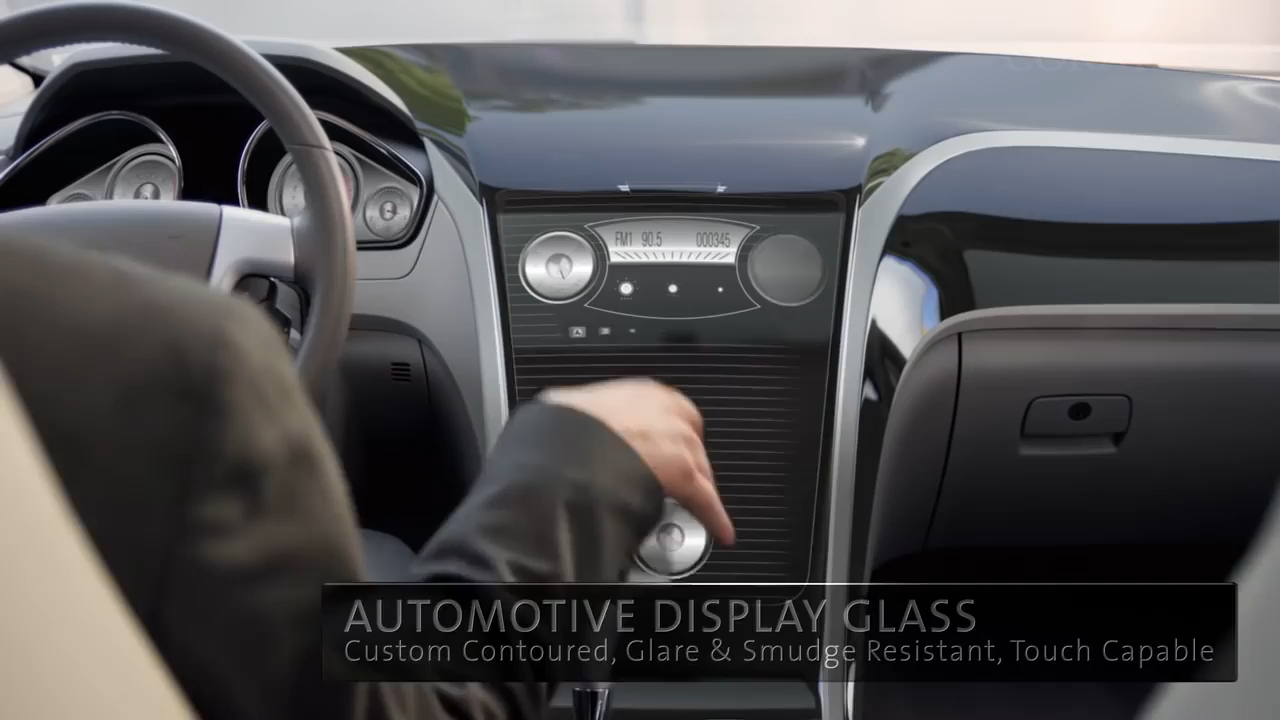 FM1 90.5 000345
AUTOMOTIVE DISPLAY GLASS
Custom Contoured, Glare & Smudge Resistant, Touch Capable